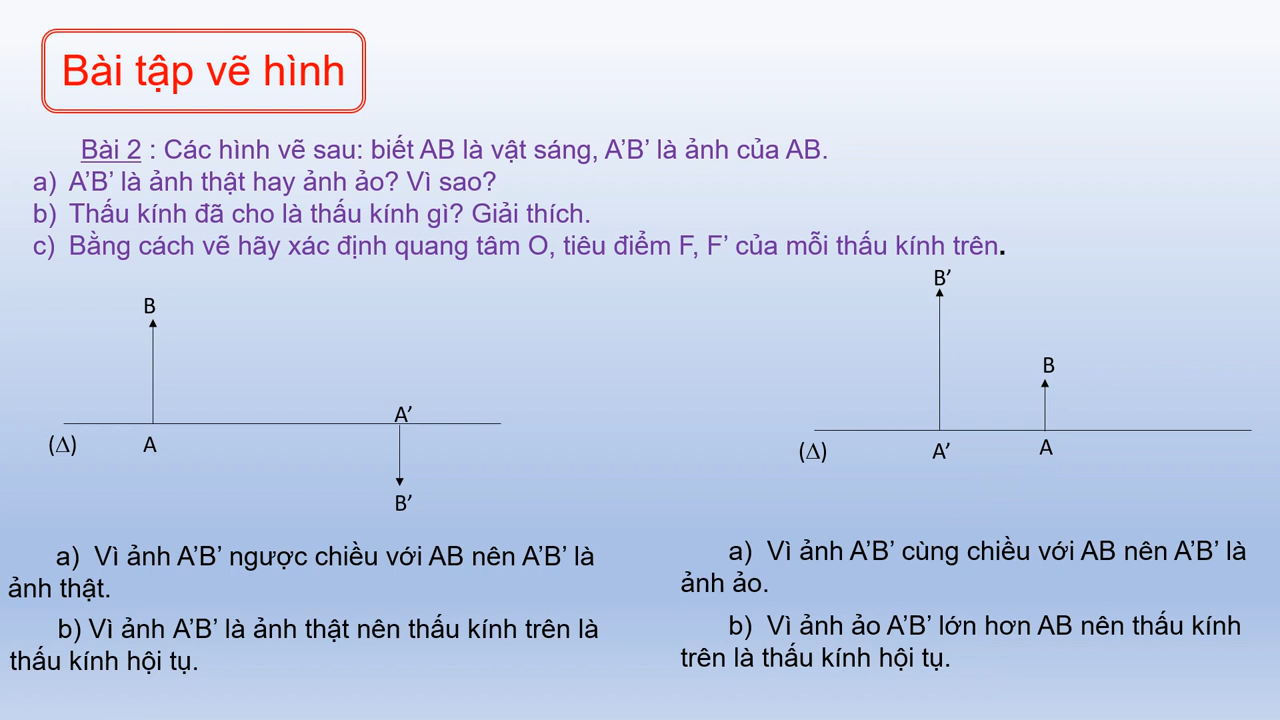 Bài tập vẽ hình
Bài 2 : Các hình vẽ sau: biết AB là vật sáng, A’B’ là ảnh của AB.
a) A’B’ là ảnh thật hay ảnh ảo? Vì sao?
b) Thấu kính đã cho là thấu kính gì? Giải thích.
c) Bằng cách vẽ hãy xác định quang tâm O, tiêu điểm F, F’ của mỗi thấu kính trên.
B
A’
(Δ)
A
B’
B’
B
(Δ)
A’
A
a) Vì ảnh A’B’ ngược chiều với AB nên A’B’ là
ảnh thật.
b) Vì ảnh A’B’ là ảnh thật nên thấu kính trên là
thấu kính hội tụ.
a) Vì ảnh A’B’ cùng chiều với AB nên A’B’ là
ảnh ảo.
b) Vì ảnh ảo A’B’ lớn hơn AB nên thấu kính
trên là thấu kính hội tụ.